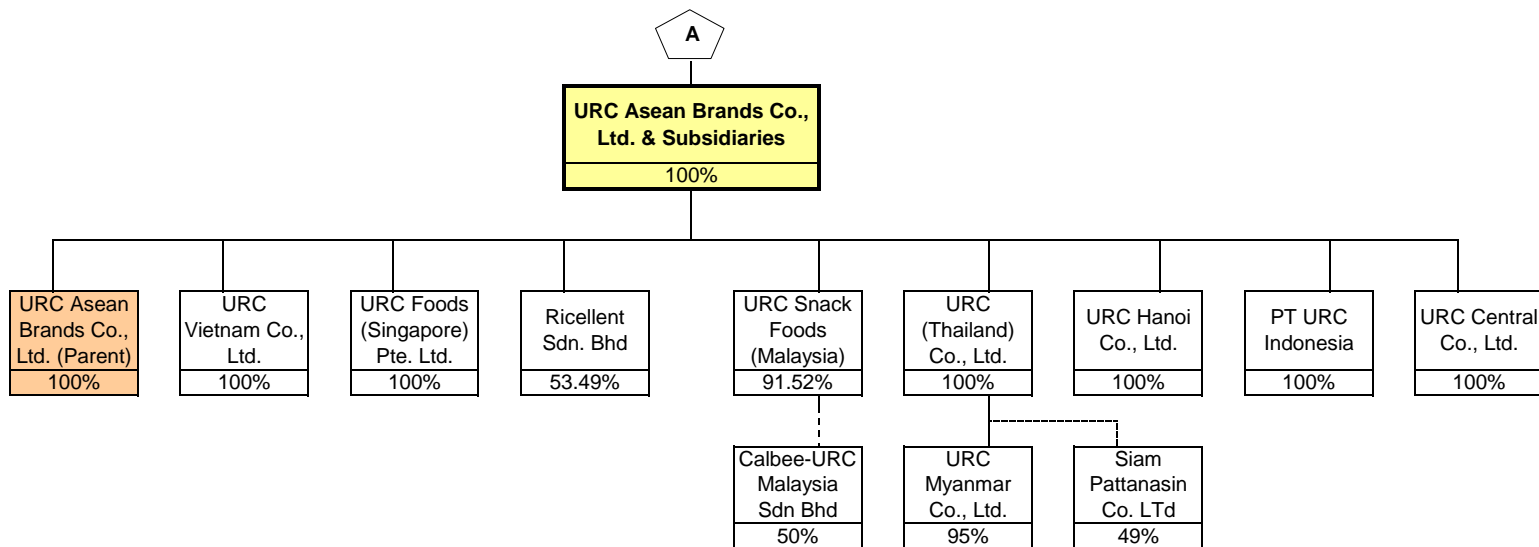 A
URC Asean Brands Co.,
Ltd. & Subsidiaries
100%
URC Asean
Brands Co.,
Ltd. (Parent)
100%
URC
Vietnam Co.,
Ltd.
100%
URC Foods
(Singapore)
Pte. Ltd.
100%
Ricellent
Sdn. Bhd
53.49%
URC Snack
Foods
(Malaysia)
91.52%
URC
(Thailand)
Co., Ltd.
100%
URC Hanoi
Co., Ltd.
100%
PT URC
Indonesia
100%
URC Central
Co., Ltd.
100%
Calbee-URC
Malaysia
Sdn Bhd
50%
URC
Myanmar
Co., Ltd.
95%
Siam
Pattanasin
Co. LTd
49%